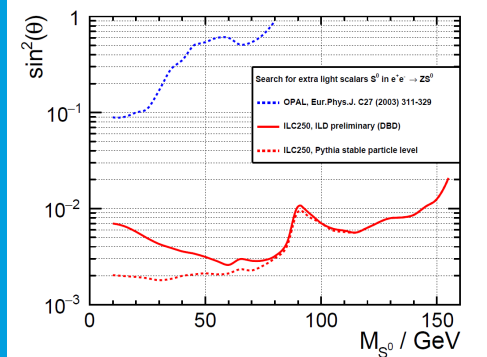 1
sin²(θ)
Search for extra light scalars S⁰ in e⁺e⁻ → ZS⁰
OPAL, Eur.Phys.J. C27 (2003) 311-329
10⁻¹
ILC250, ILD preliminary (DBD)
ILC250, Pythia stable particle level
10⁻²
10⁻³
0 50 100 150
M_S⁰ / GeV